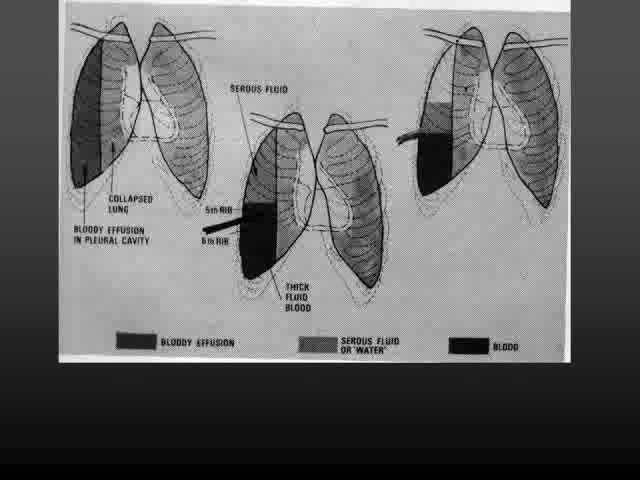 SEROUS FLUID
COLLAPSED
LUNG
BLOODY EFFUSION
IN PLEURAL CAVITY
5th RIB
6th RIB
THICK
FLUID
BLOOD
BLOODY EFFUSION
SEROUS FLUID
OR "WATER"
BLOOD